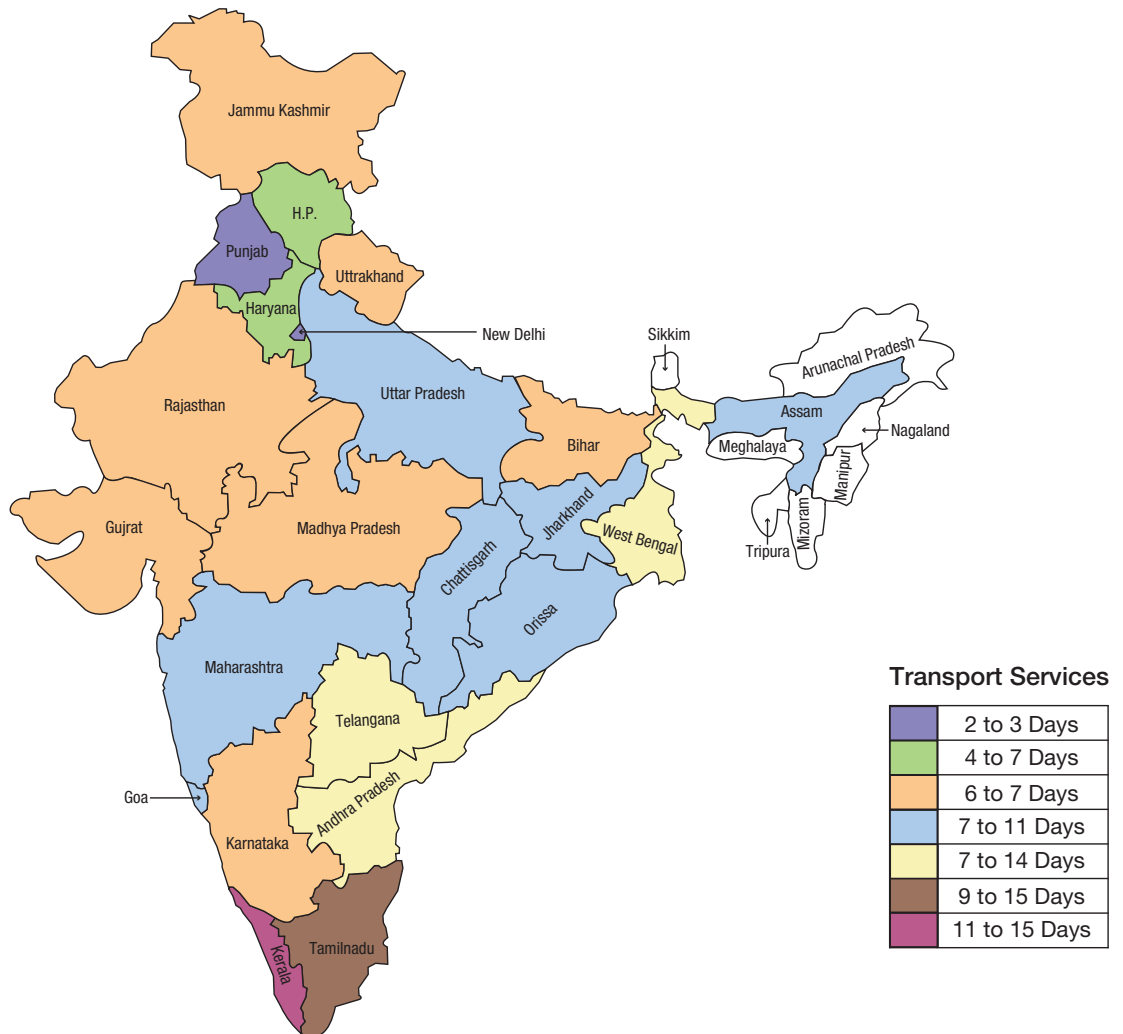 Jammu Kashmir
H.P.
Punjab
Uttrakhand
Haryana
New Delhi
Sikkim
Arunachal Pradesh
Uttar Pradesh
Rajasthan
Assam
Nagaland
Bihar
Meghalaya
Manipur
Gujrat
Madhya Pradesh
Jharkhand
West Bengal
Mizoram
Tripura
Chattisgarh
Orissa
Maharashtra
Telangana
Goa
Andhra Pradesh
Karnataka
Tamilnadu
Kerala
Transport Services
2 to 3 Days
4 to 7 Days
6 to 7 Days
7 to 11 Days
7 to 14 Days
9 to 15 Days
11 to 15 Days